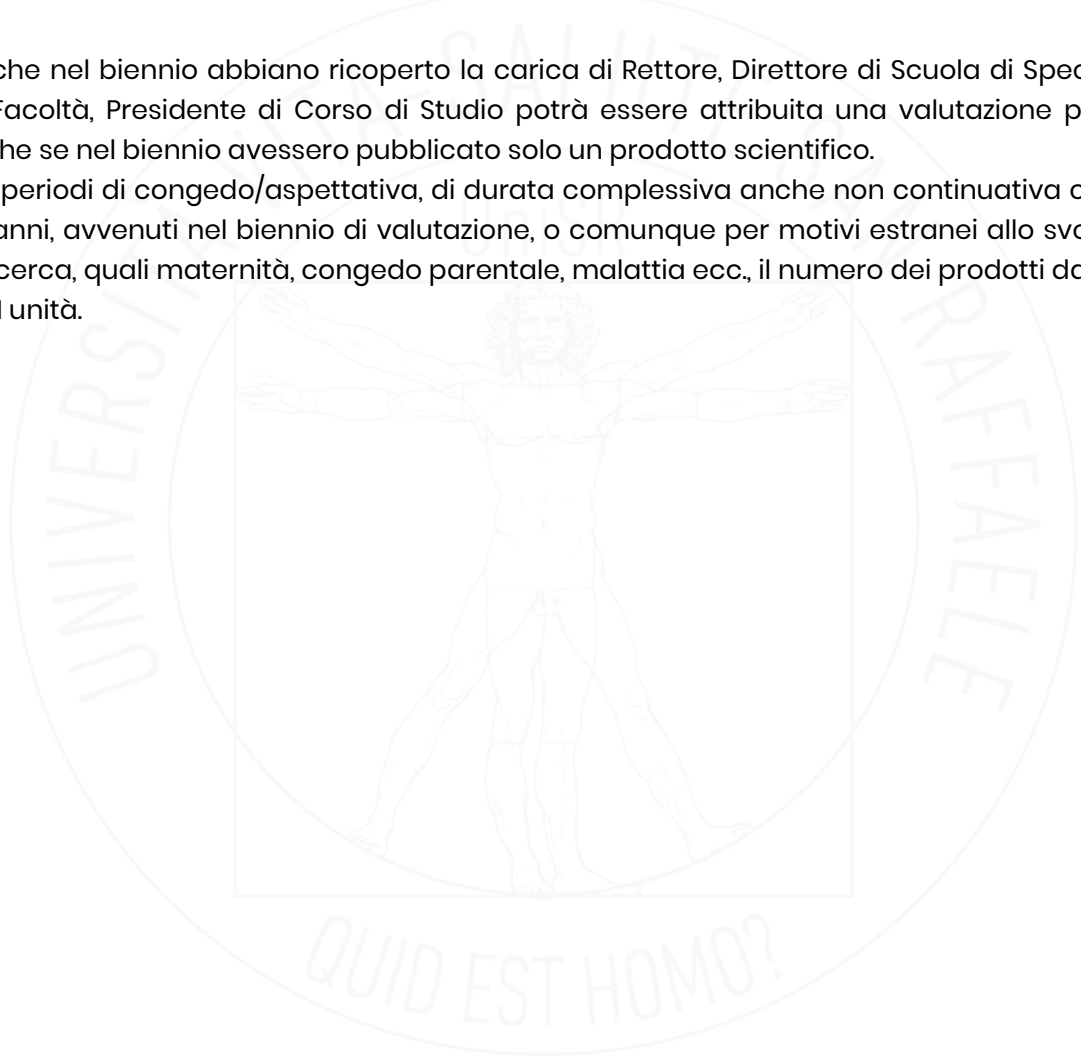 che nel biennio abbiano ricoperto la carica di Rettore, Direttore di Scuola di Spec
Facoltà, Presidente di Corso di Studio potrà essere attribuita una valutazione p
he se nel biennio avessero pubblicato solo un prodotto scientifico.
periodi di congedo/aspettativa, di durata complessiva anche non continuativa
anni, avvenuti nel biennio di valutazione, o comunque per motivi estranei allo svo
cerca, quali maternità, congedo parentale, malattia ecc., il numero dei prodotti da
unità.
UNIVERSITÀ VITA SALUTE SAN RAFFAELE
UniSR
QUID EST HOMO?